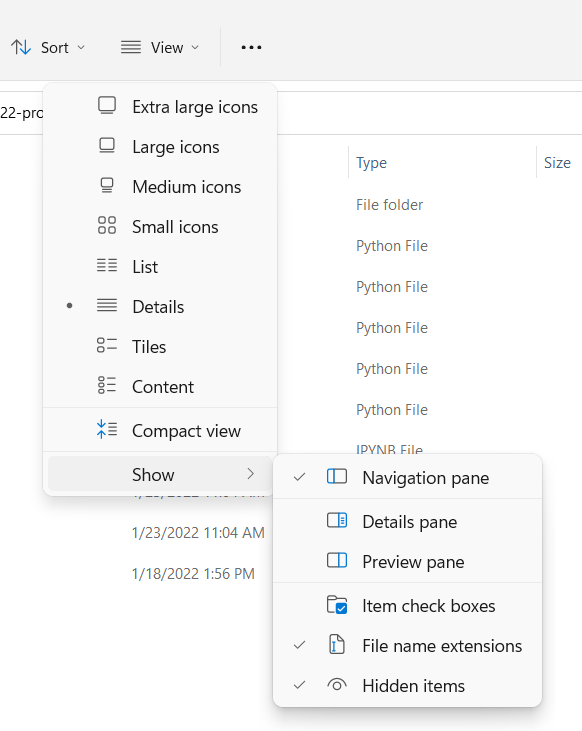 Sort
View
22-pro
Extra large icons
Large icons
Medium icons
Small icons
List
Details
Tiles
Content
Compact view
Show
Type
Size
File folder
Python File
Python File
Python File
Python File
Python File
IPYNB File
1/23/2022 11:04 AM
1/18/2022 1:56 PM
Navigation pane
Details pane
Preview pane
Item check boxes
File name extensions
Hidden items